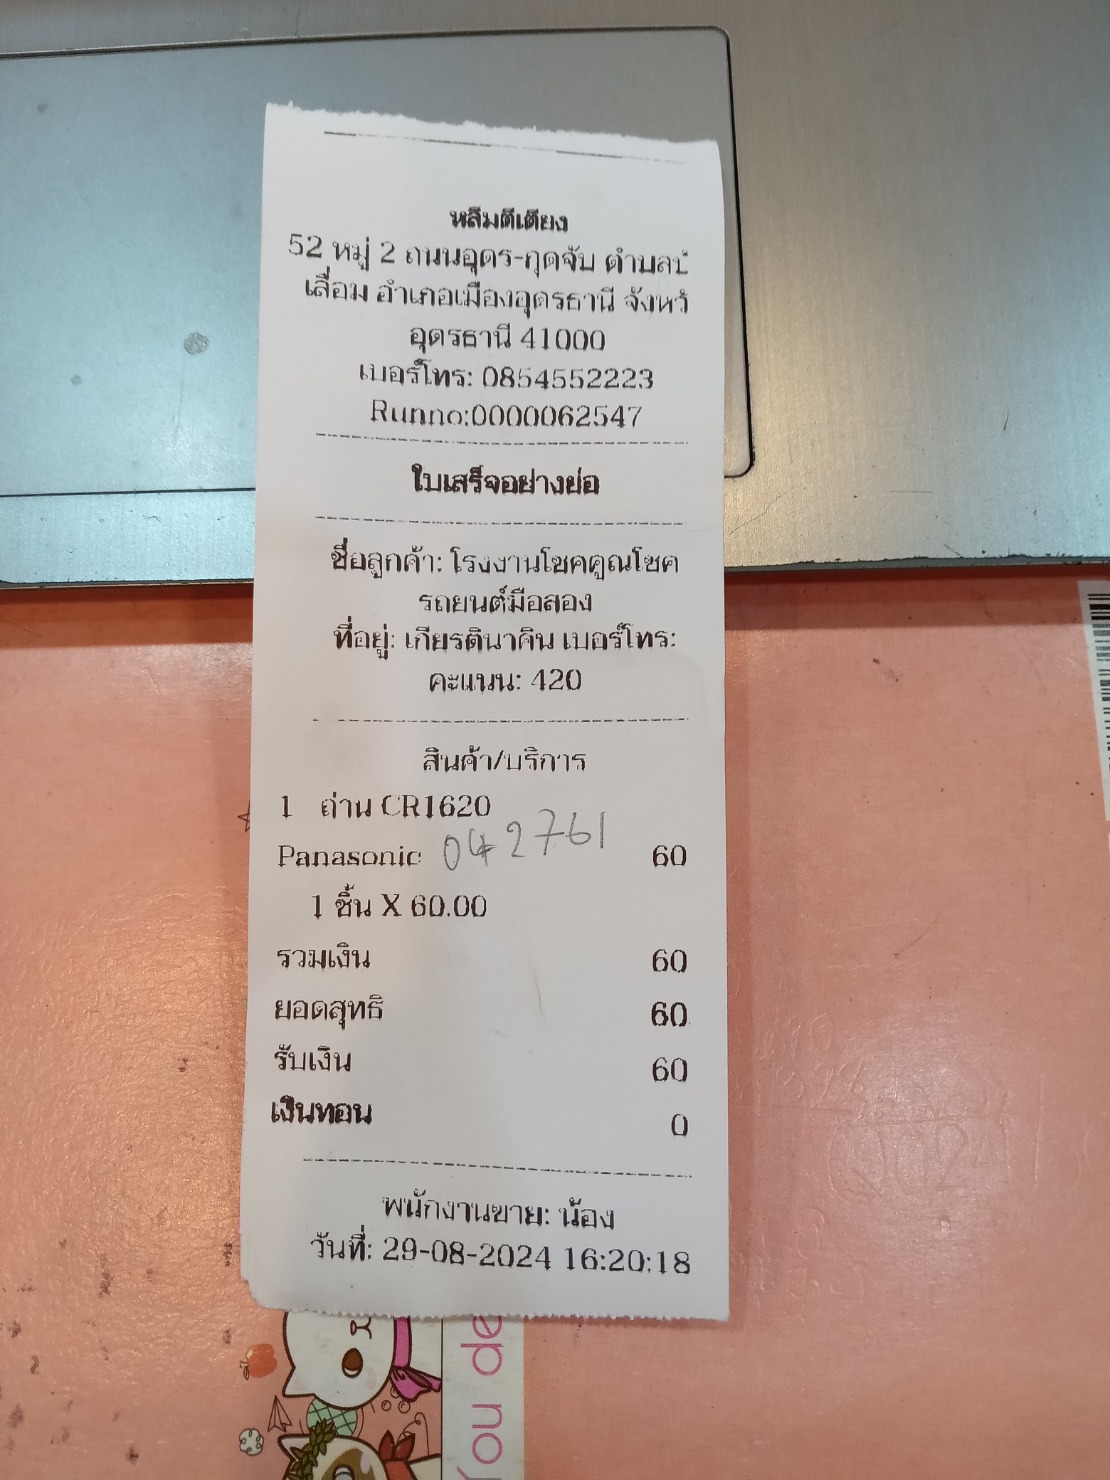 หลิมตีเตียง
52 หมู่ 2 ถนนอุดร-กุดจับ ตำบล
เลื่อม อำเภอเมืองอุดรธานี จังหวั
อุดรธานี 41000
เบอร์โทร: 0854552223
Runno:0000062547
ใบเสร็จอย่างย่อ
ชื่อลูกค้า: โรงงานโชคคูณโชค
รถยนต์มือสอง
ที่อยู่: เกียรตินาคิน เบอร์โทร:
คะแนน: 420
สินค้า/บริการ
1 ถ่าน CR1620
Panasonic 042761 60
1 ชิ้น X 60.00
รวมเงิน 60
ยอดสุทธิ 60
รับเงิน 60
เงินทอน 0
พนักงานขาย: น้อง
วันที่: 29-08-2024 16:20:18
You de